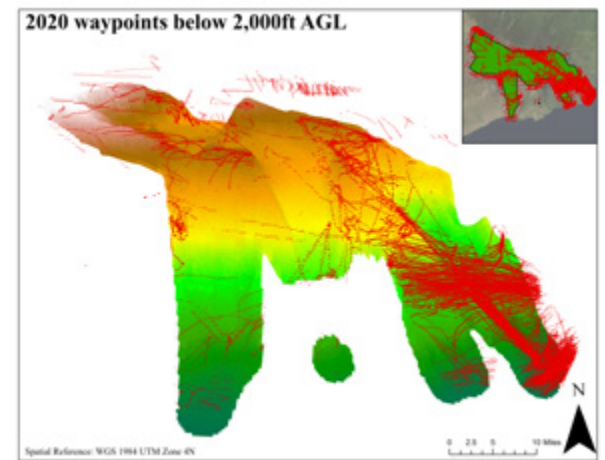 2020 waypoints below 2,000ft AGL
N
0 2.5 5 10 Miles
Spatial Reference: WGS 1984 UTM Zone 4N